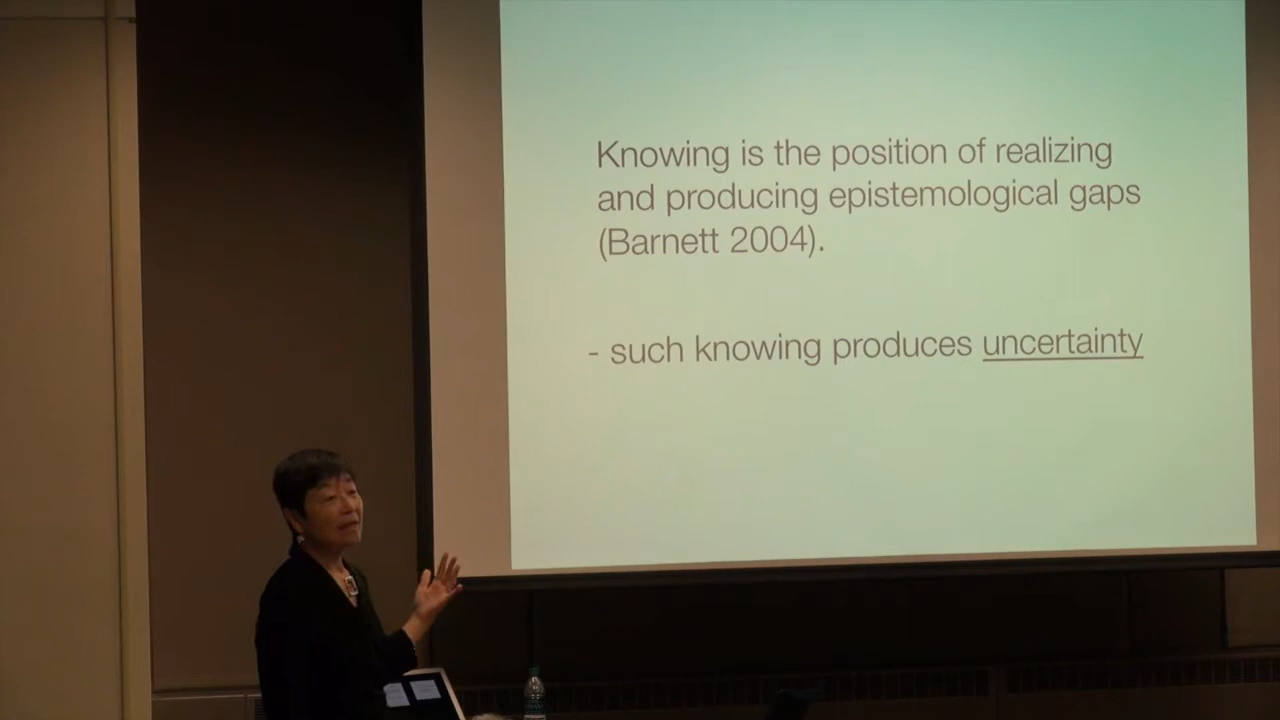 Knowing is the position of realizing
and producing epistemological gaps
(Barnett 2004).
- such knowing produces uncertainty